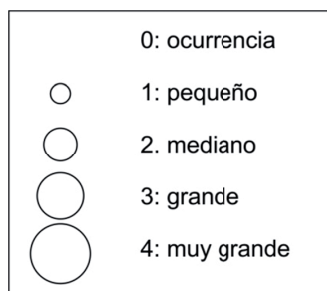 0: ocurrencia
1: pequeño
2. mediano
3: grande
4: muy grande